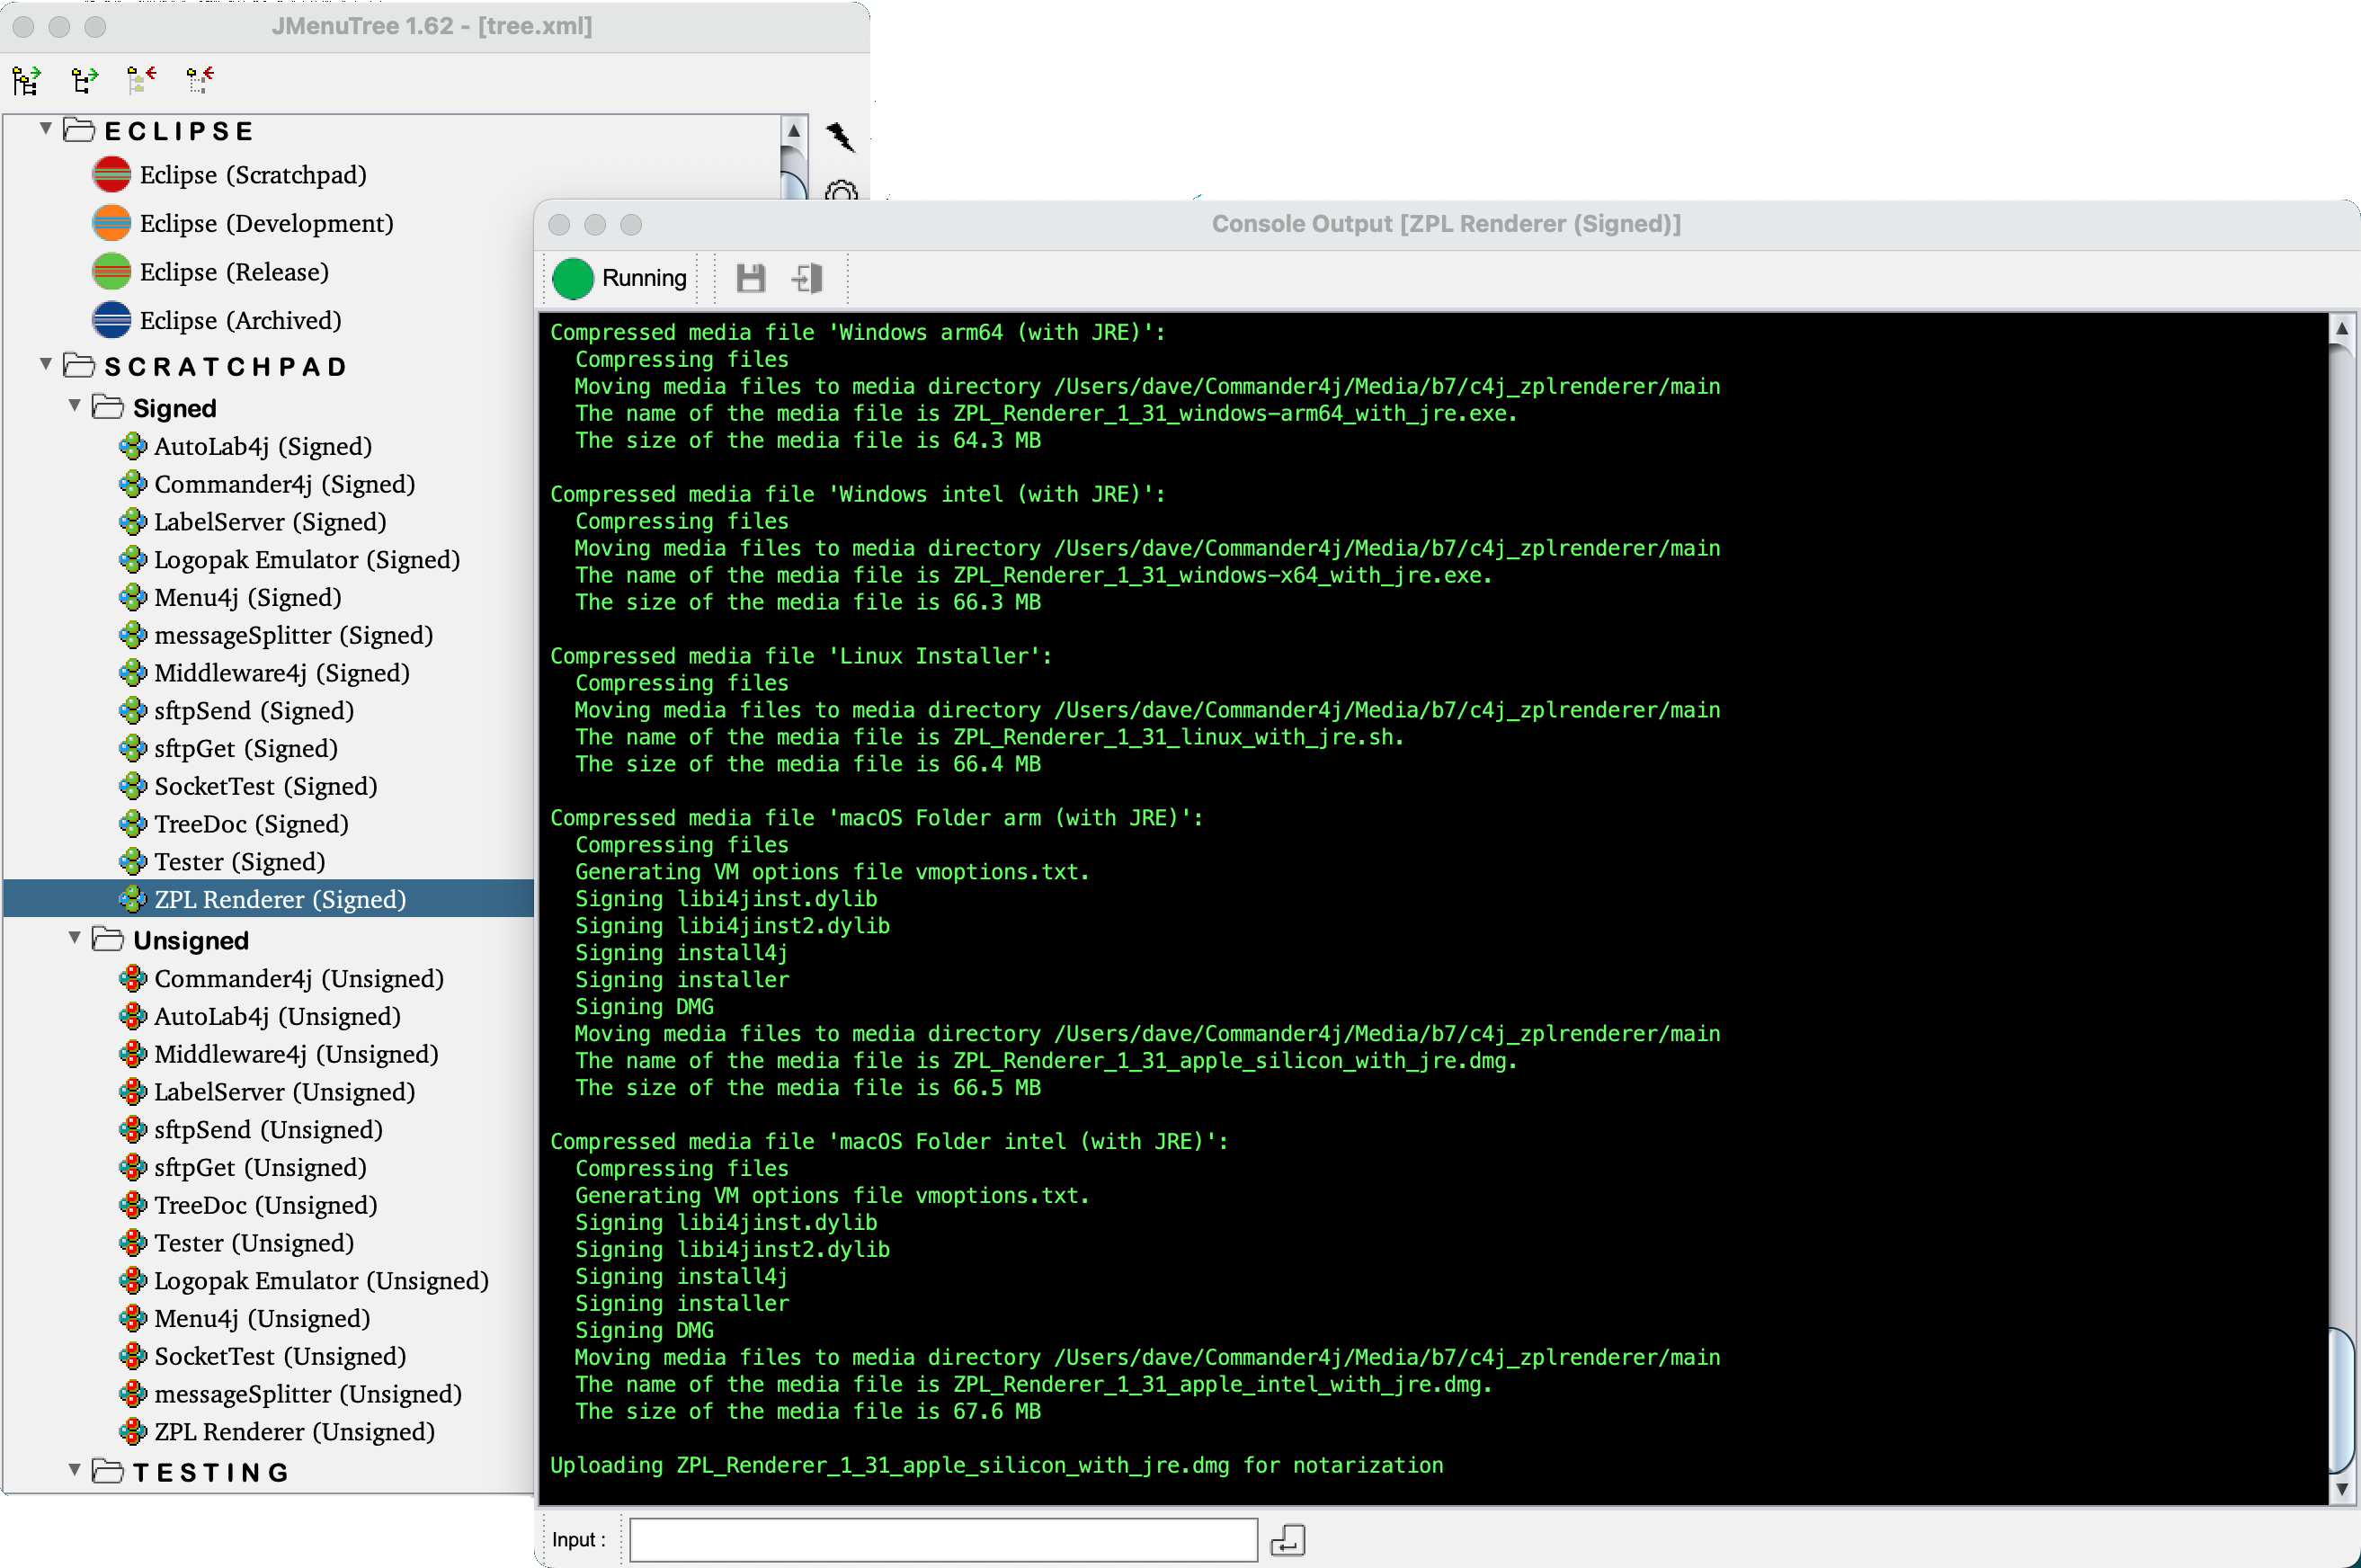 JMenuTree 1.62 - [tree.xml]
ECLIPSE
Eclipse (Scratchpad)
Eclipse (Development)
Eclipse (Release)
Eclipse (Archived)
SCRATCHPAD
Signed
AutoLab4j (Signed)
Commander4j (Signed)
LabelServer (Signed)
Logopak Emulator (Signed)
Menu4j (Signed)
messageSplitter (Signed)
Middleware4j (Signed)
sftpSend (Signed)
sftpGet (Signed)
SocketTest (Signed)
TreeDoc (Signed)
Tester (Signed)
ZPL Renderer (Signed)
Unsigned
Commander4j (Unsigned)
AutoLab4j (Unsigned)
Middleware4j (Unsigned)
LabelServer (Unsigned)
sftpSend (Unsigned)
sftpGet (Unsigned)
TreeDoc (Unsigned)
Tester (Unsigned)
Logopak Emulator (Unsigned)
Menu4j (Unsigned)
SocketTest (Unsigned)
messageSplitter (Unsigned)
ZPL Renderer (Unsigned)
TESTING
Console Output [ZPL Renderer (Signed)]
Running
Compressed media file 'Windows arm64 (with JRE)':
Compressing files
Moving media files to media directory /Users/dave/Commander4j/Media/b7/c4j_zplrenderer/main
The name of the media file is ZPL_Renderer_1_31_windows-arm64_with_jre.exe.
The size of the media file is 64.3 MB
Compressed media file 'Windows intel (with JRE)':
Compressing files
Moving media files to media directory /Users/dave/Commander4j/Media/b7/c4j_zplrenderer/main
The name of the media file is ZPL_Renderer_1_31_windows-x64_with_jre.exe.
The size of the media file is 66.3 MB
Compressed media file 'Linux Installer':
Compressing files
Moving media files to media directory /Users/dave/Commander4j/Media/b7/c4j_zplrenderer/main
The name of the media file is ZPL_Renderer_1_31_linux_with_jre.sh.
The size of the media file is 66.4 MB
Compressed media file 'macOS Folder arm (with JRE)':
Compressing files
Generating VM options file vmoptions.txt.
Signing libi4jinst.dylib
Signing libi4jinst2.dylib
Signing install4j
Signing installer
Signing DMG
Moving media files to media directory /Users/dave/Commander4j/Media/b7/c4j_zplrenderer/main
The name of the media file is ZPL_Renderer_1_31_apple_silicon_with_jre.dmg.
The size of the media file is 66.5 MB
Compressed media file 'macOS Folder intel (with JRE)':
Compressing files
Generating VM options file vmoptions.txt.
Signing libi4jinst.dylib
Signing libi4jinst2.dylib
Signing install4j
Signing installer
Signing DMG
Moving media files to media directory /Users/dave/Commander4j/Media/b7/c4j_zplrenderer/main
The name of the media file is ZPL_Renderer_1_31_apple_intel_with_jre.dmg.
The size of the media file is 67.6 MB
Uploading ZPL_Renderer_1_31_apple_silicon_with_jre.dmg for notarization
Input :